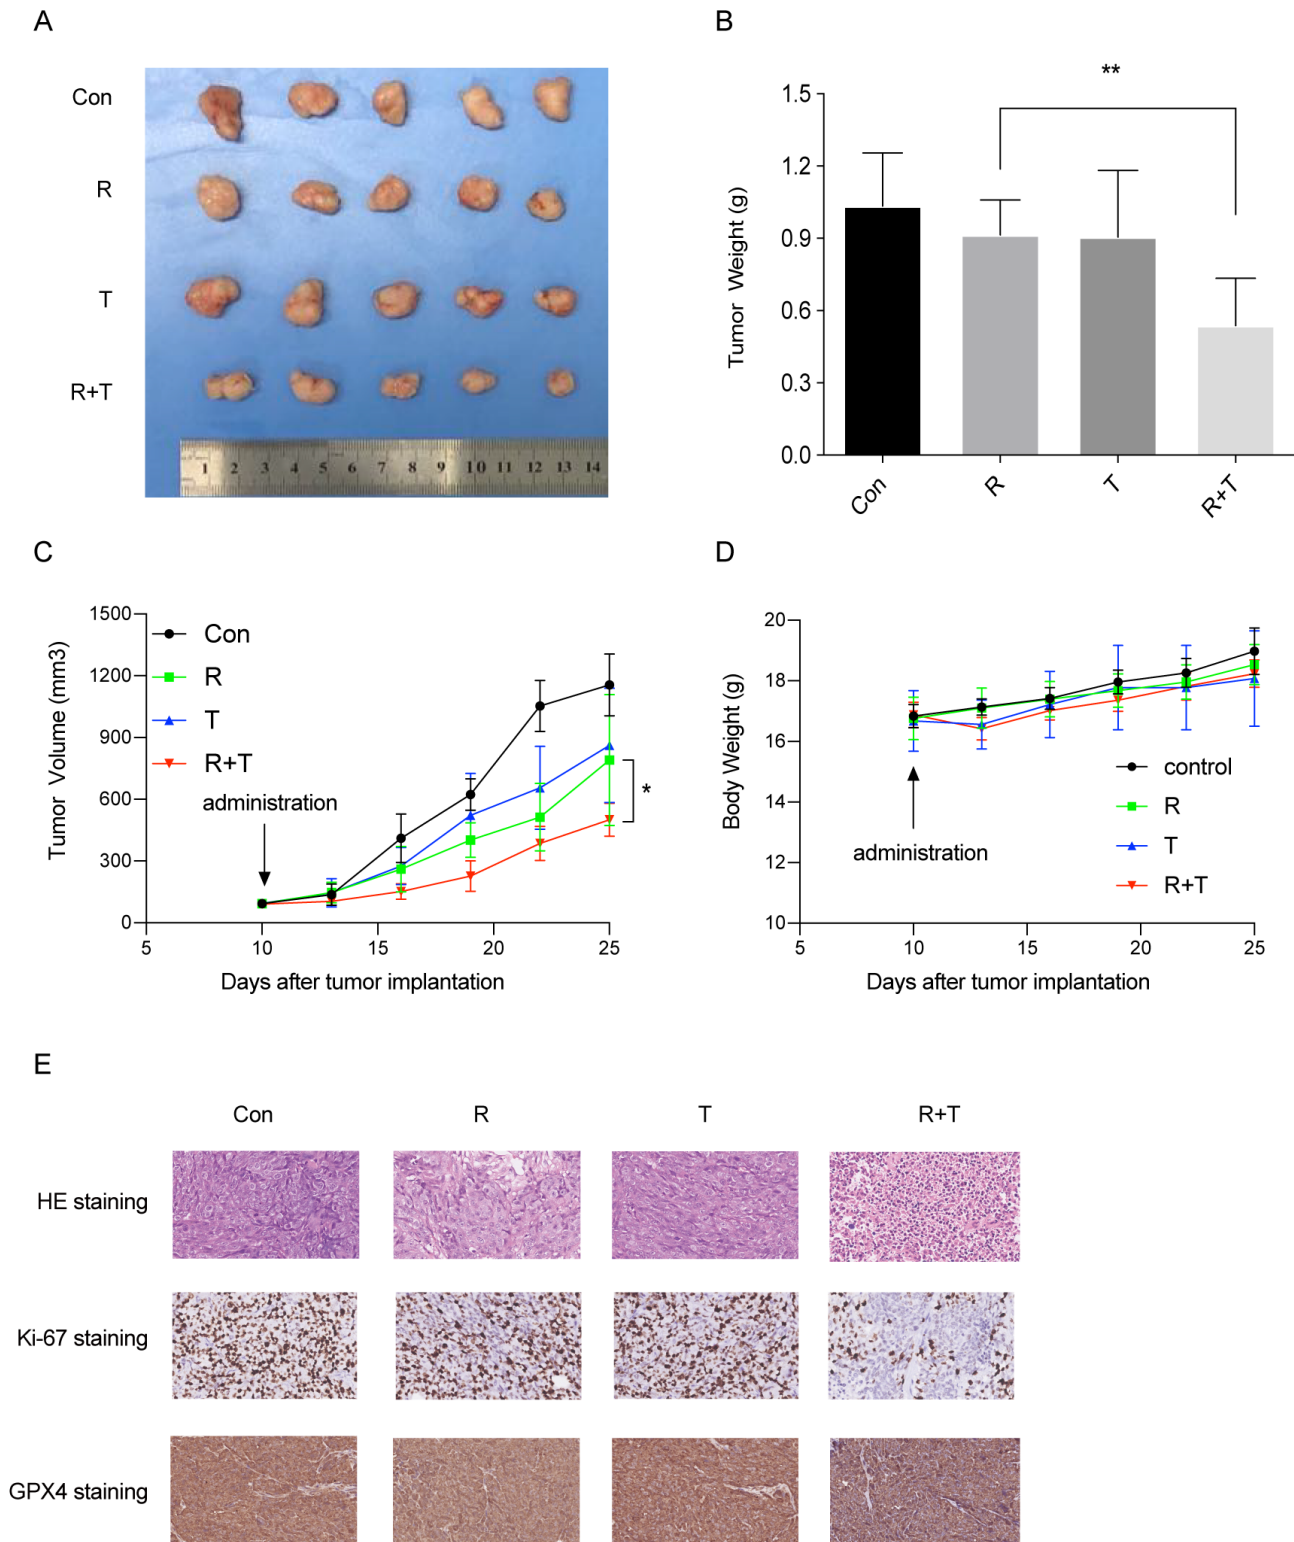 A
Con
R
T
R+T
1 2 3 4 5 6 7 8 9 10 11 12 13 14
B
**
Tumor Weight (g)
1.5
1.2
0.9
0.6
0.3
0.0
Con
R
T
R+T
C
Tumor Volume (mm3)
1500
1200
900
600
300
0
Con
R
T
R+T
administration
*
5 10 15 20 25
Days after tumor implantation
D
Body Weight (g)
20
18
16
14
12
10
control
R
T
R+T
administration
5 10 15 20 25
Days after tumor implantation
E
Con R T R+T
HE staining
Ki-67 staining
GPX4 staining